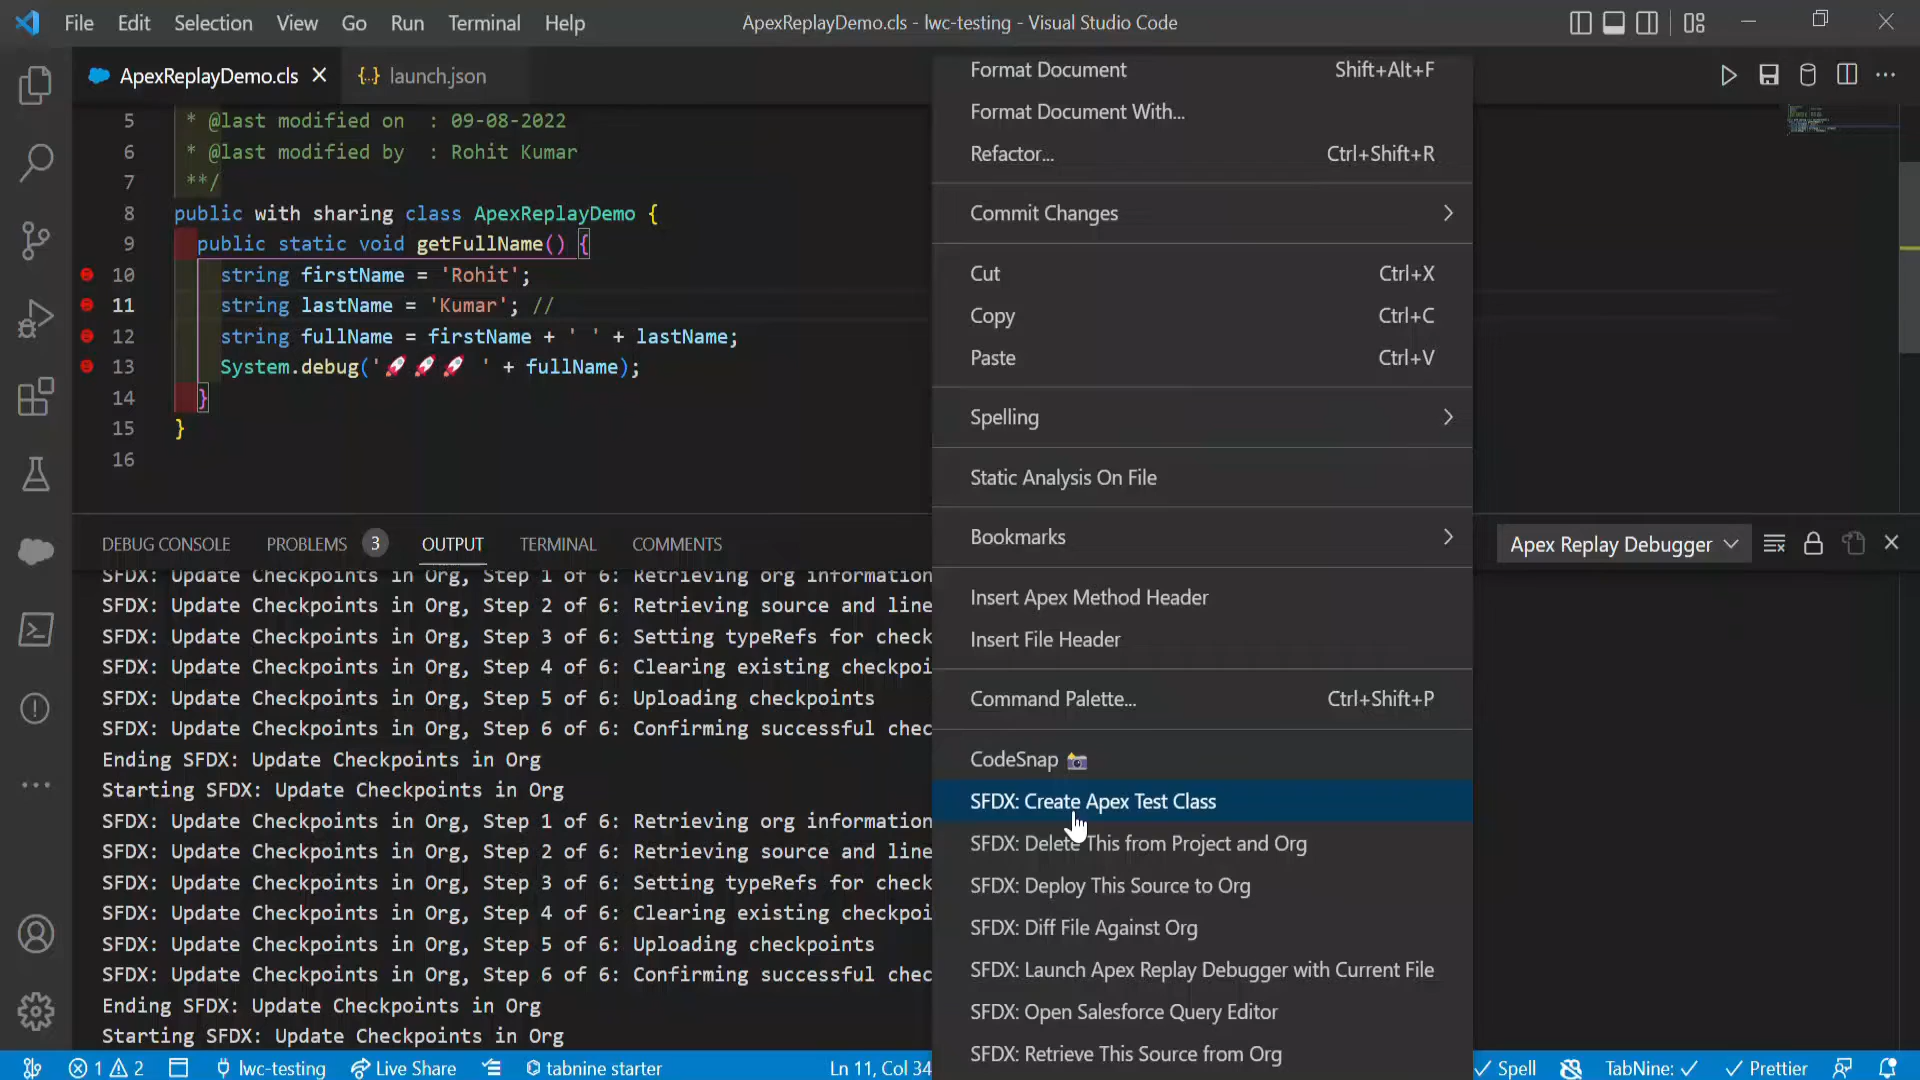 File Edit Selection View Go Run Terminal Help ApexReplayDemo.cls - lwc-testing - Visual Studio Code
ApexReplayDemo.cls {..} launch.json
5 * @last modified on : 09-08-2022
6 * @last modified by : Rohit Kumar
7 **/
8 public with sharing class ApexReplayDemo {
9 public static void getFullName() {
10 string firstName = 'Rohit';
11 string lastName = 'Kumar'; //
12 string fullName = firstName + ' ' + lastName;
13 System.debug('🚀🚀🚀 ' + fullName);
14 }
15 }
16
DEBUG CONSOLE PROBLEMS 3 OUTPUT TERMINAL COMMENTS
Apex Replay Debugger
SFDX: Update Checkpoints in Org, Step 1 of 6: Retrieving org information
SFDX: Update Checkpoints in Org, Step 2 of 6: Retrieving source and line
SFDX: Update Checkpoints in Org, Step 3 of 6: Setting typeRefs for check
SFDX: Update Checkpoints in Org, Step 4 of 6: Clearing existing checkpoi
SFDX: Update Checkpoints in Org, Step 5 of 6: Uploading checkpoints
SFDX: Update Checkpoints in Org, Step 6 of 6: Confirming successful chec
Ending SFDX: Update Checkpoints in Org
Starting SFDX: Update Checkpoints in Org
SFDX: Update Checkpoints in Org, Step 1 of 6: Retrieving org information
SFDX: Update Checkpoints in Org, Step 2 of 6: Retrieving source and line
SFDX: Update Checkpoints in Org, Step 3 of 6: Setting typeRefs for check
SFDX: Update Checkpoints in Org, Step 4 of 6: Clearing existing checkpoi
SFDX: Update Checkpoints in Org, Step 5 of 6: Uploading checkpoints
SFDX: Update Checkpoints in Org, Step 6 of 6: Confirming successful chec
Ending SFDX: Update Checkpoints in Org
Starting SFDX: Update Checkpoints in Org
Format Document Shift+Alt+F
Format Document With...
Refactor... Ctrl+Shift+R
Commit Changes
Cut Ctrl+X
Copy Ctrl+C
Paste Ctrl+V
Spelling
Static Analysis On File
Bookmarks
Insert Apex Method Header
Insert File Header
Command Palette... Ctrl+Shift+P
CodeSnap 📸
SFDX: Create Apex Test Class
SFDX: Delete This from Project and Org
SFDX: Deploy This Source to Org
SFDX: Diff File Against Org
SFDX: Launch Apex Replay Debugger with Current File
SFDX: Open Salesforce Query Editor
SFDX: Retrieve This Source from Org
1 2 lwc-testing Live Share tabnine starter Ln 11, Col 34 Spell TabNine: Prettier